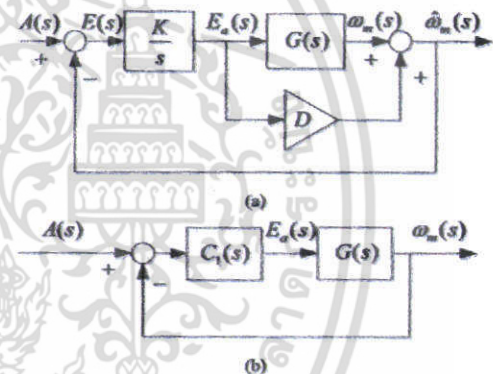 A(s) E(s) K/s E_a(s) G(s) ω_m(s) ω̂_m(s)
+ − + +
D
(a)
A(s) C_1(s) E_a(s) G(s) ω_m(s)
+ −
(b)